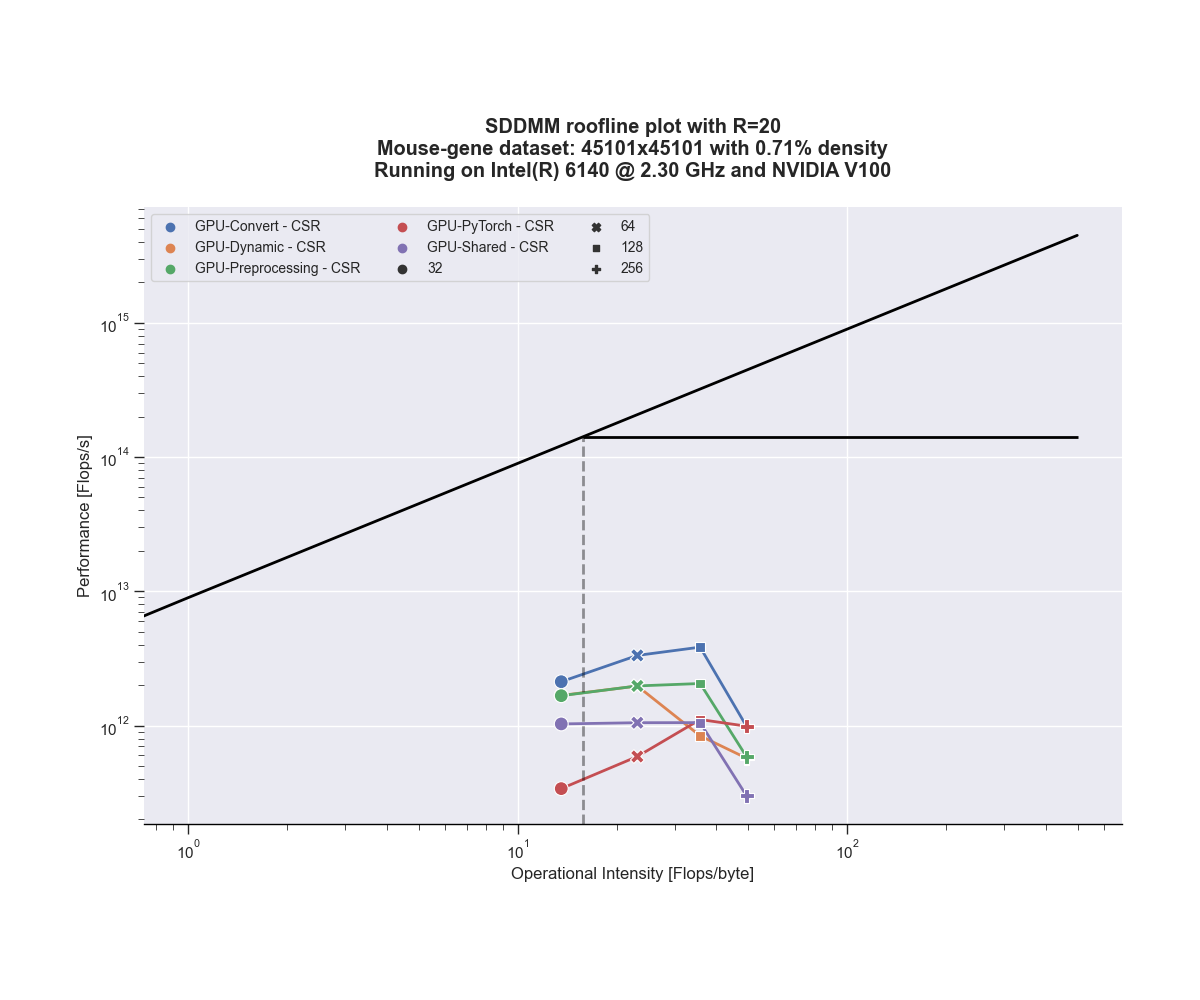 SDDMM roofline plot with R=20
Mouse-gene dataset: 45101x45101 with 0.71% density
Running on Intel(R) 6140 @ 2.30 GHz and NVIDIA V100
GPU-Convert - CSR
GPU-Dynamic - CSR
GPU-Preprocessing - CSR
GPU-PyTorch - CSR
GPU-Shared - CSR
32
64
128
256
Performance [Flops/s]
10^15
10^14
10^13
10^12
10^0
10^1
10^2
Operational Intensity [Flops/byte]